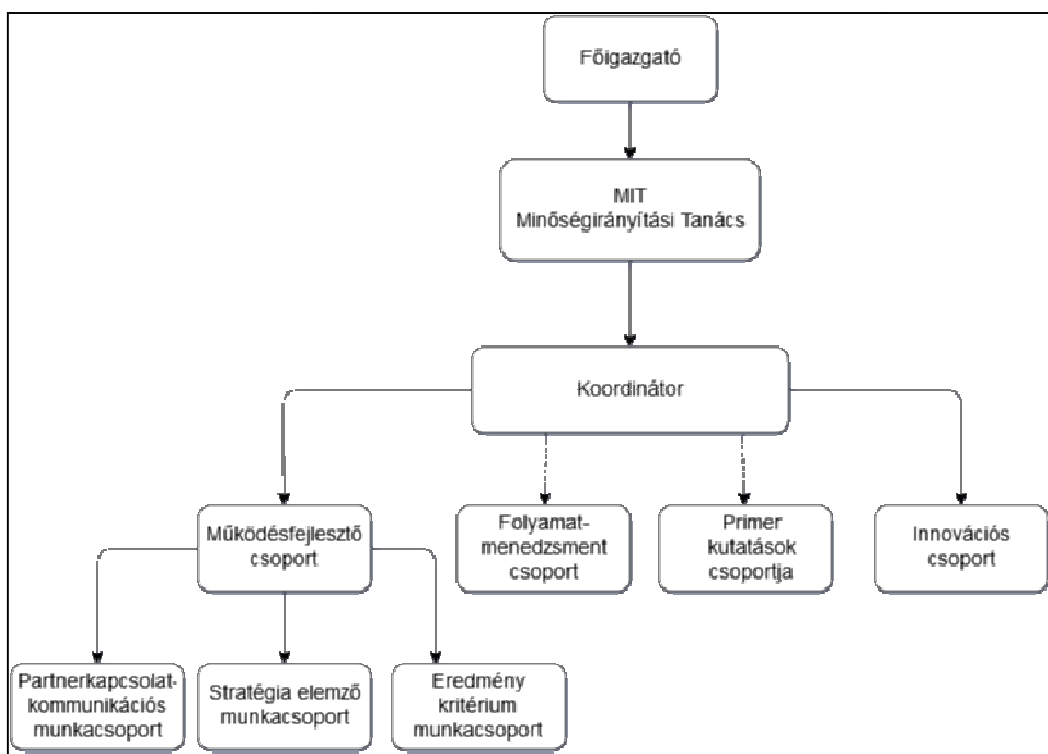 Főigazgató
MIT
Minőségirányítási Tanács
Koordinátor
Működésfejlesztő
csoport
Folyamat-
menedzsment
csoport
Primer
kutatások
csoportja
Innovációs
csoport
Partnerkapcsolat-
kommunikációs
munkacsoport
Stratégia elemző
munkacsoport
Eredmény
kritérium
munkacsoport